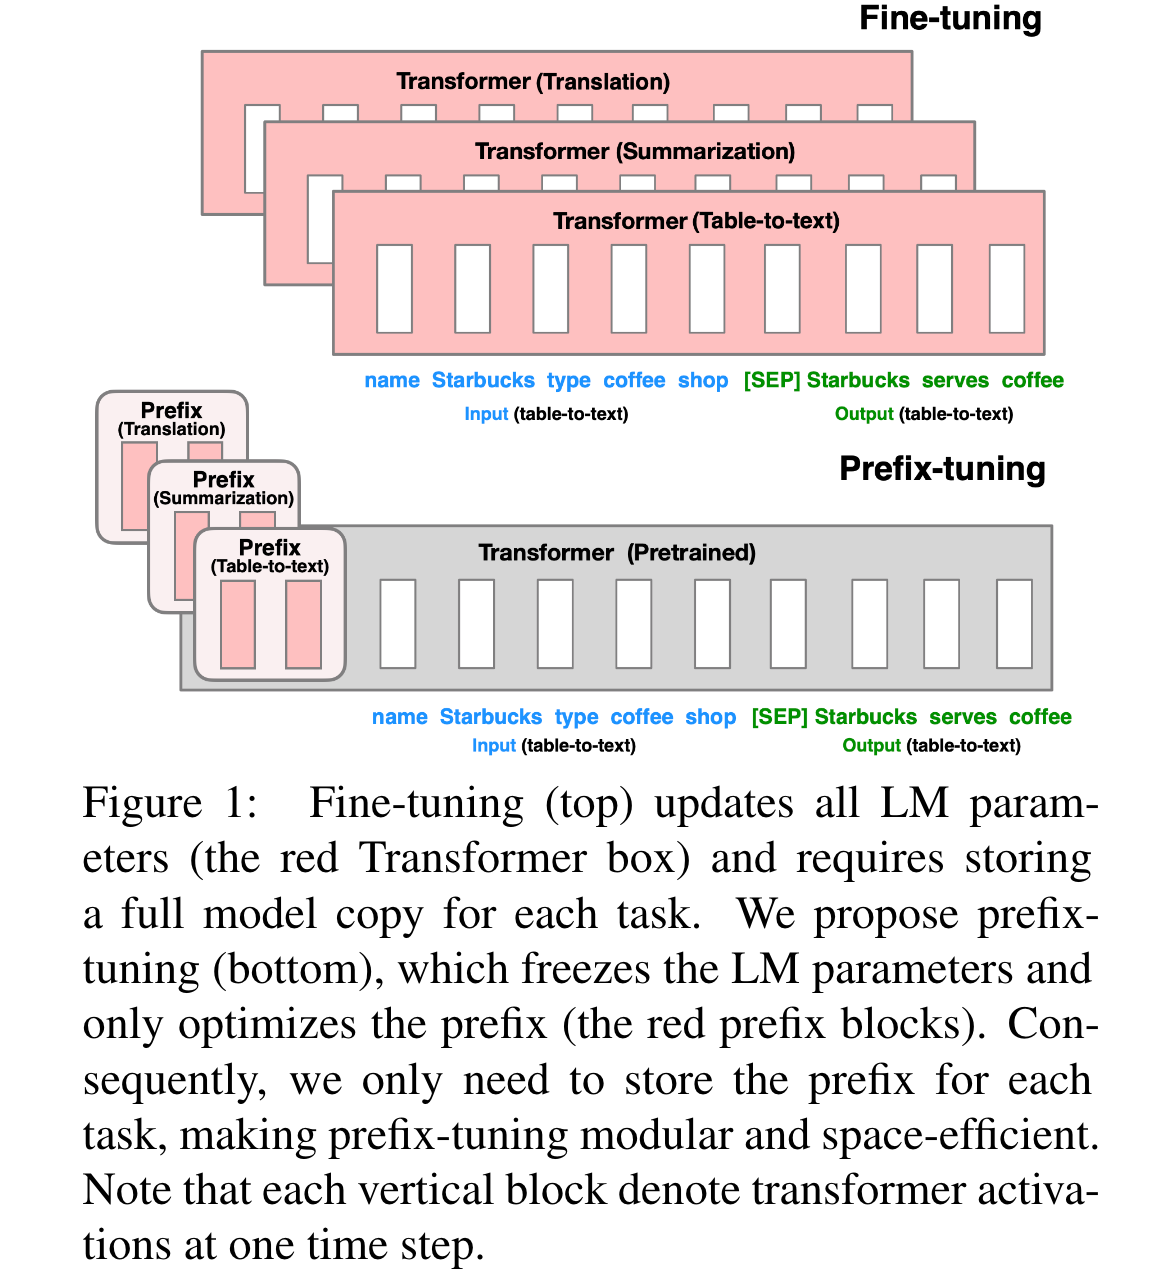 Fine-tuning
Transformer (Translation)
Transformer (Summarization)
Transformer (Table-to-text)
name Starbucks type coffee shop [SEP] Starbucks serves coffee
Input (table-to-text) Output (table-to-text)
Prefix
(Translation)
Prefix-tuning
Prefix
(Summarization)
Prefix
(Table-to-text)
Transformer (Pretrained)
name Starbucks type coffee shop [SEP] Starbucks serves coffee
Input (table-to-text) Output (table-to-text)
Figure 1: Fine-tuning (top) updates all LM param-
eters (the red Transformer box) and requires storing
a full model copy for each task. We propose prefix-
tuning (bottom), which freezes the LM parameters and
only optimizes the prefix (the red prefix blocks). Con-
sequently, we only need to store the prefix for each
task, making prefix-tuning modular and space-efficient.
Note that each vertical block denote transformer activa-
tions at one time step.